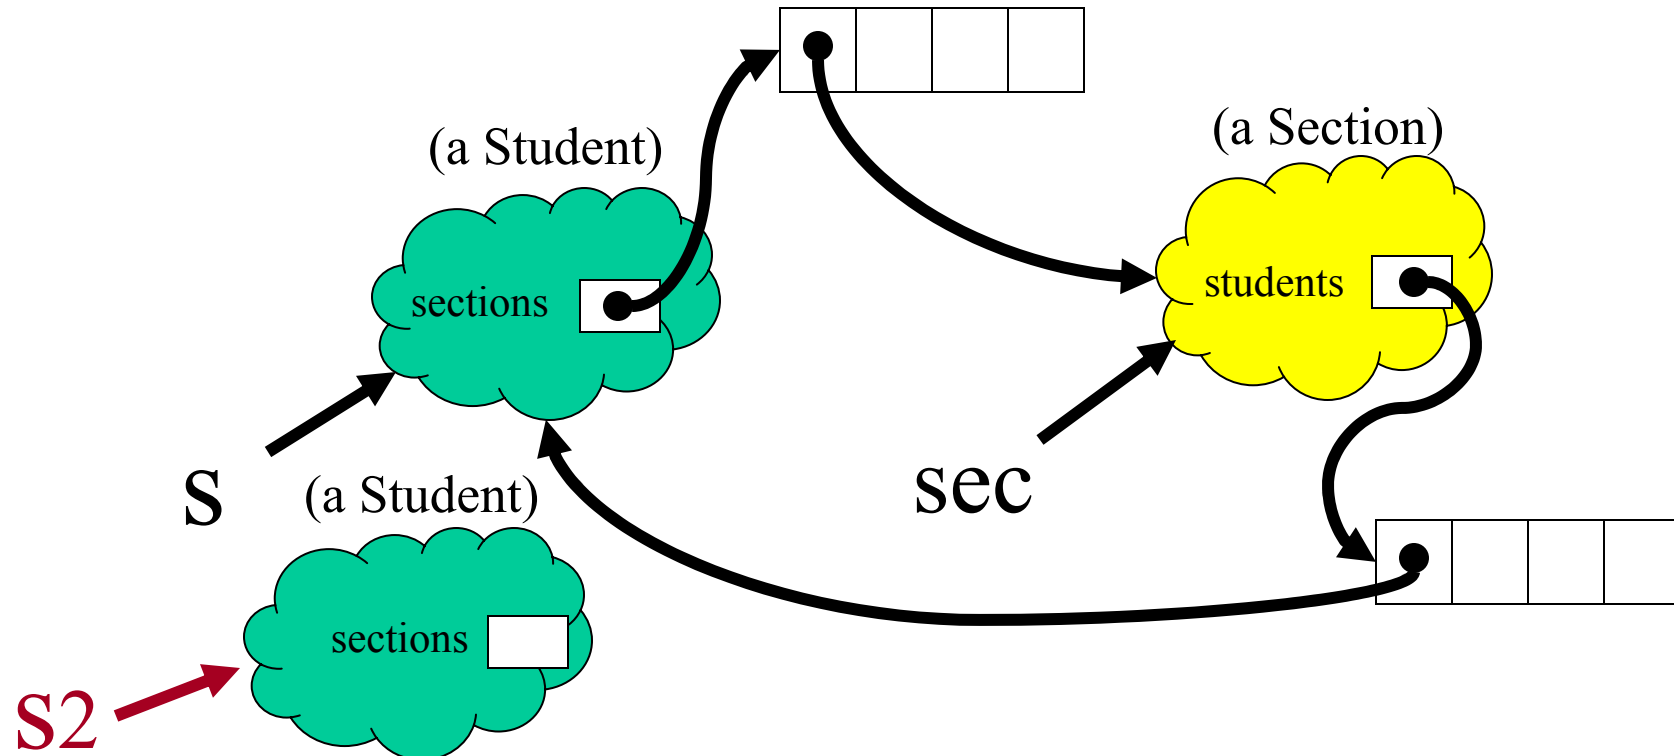 (a Student)
(a Section)
sections
students
s
sec
(a Student)
sections
s2